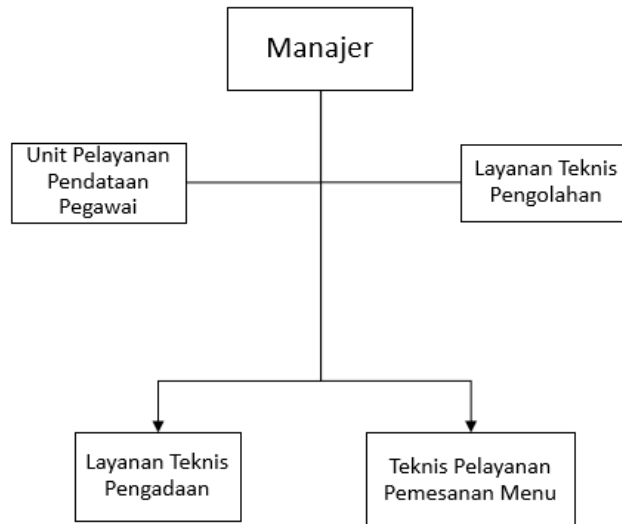 Manajer
Unit Pelayanan
Pendataan
Pegawai
Layanan Teknis
Pengolahan
Layanan Teknis
Pengadaan
Teknis Pelayanan
Pemesanan Menu